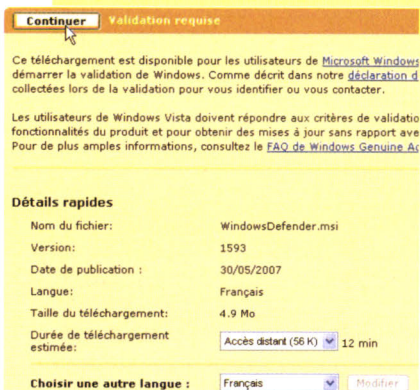 Continuer Validation requise
Ce téléchargement est disponible pour les utilisateurs de Microsoft Windows
démarrer la validation de Windows. Comme décrit dans notre déclaration d
collectées lors de la validation pour vous identifier ou vous contacter.
Les utilisateurs de Windows Vista doivent répondre aux critères de validatio
fonctionnalités du produit et pour obtenir des mises à jour sans rapport ave
Pour de plus amples informations, consultez le FAQ de Windows Genuine Ad
Détails rapides
Nom du fichier: WindowsDefender.msi
Version: 1593
Date de publication : 30/05/2007
Langue: Français
Taille du téléchargement: 4.9 Mo
Durée de téléchargement
estimée: Accès distant (56 K) 12 min
Choisir une autre langue : Français Modifier